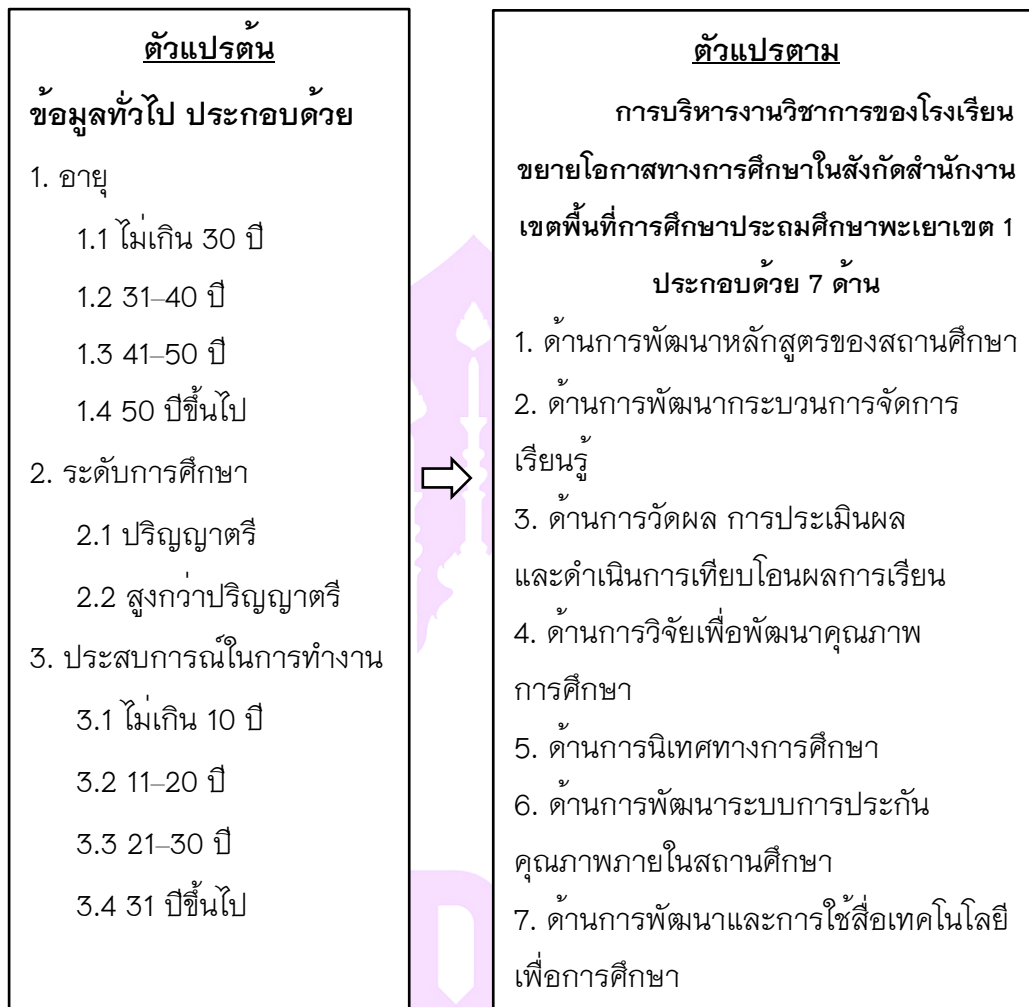 ตัวแปรต้น
ข้อมูลทั่วไป ประกอบด้วย
1. อายุ
1.1 ไม่เกิน 30 ปี
1.2 31–40 ปี
1.3 41–50 ปี
1.4 50 ปีขึ้นไป
2. ระดับการศึกษา
2.1 ปริญญาตรี
2.2 สูงกว่าปริญญาตรี
3. ประสบการณ์ในการทำงาน
3.1 ไม่เกิน 10 ปี
3.2 11–20 ปี
3.3 21–30 ปี
3.4 31 ปีขึ้นไป
ตัวแปรตาม
การบริหารงานวิชาการของโรงเรียน
ขยายโอกาสทางการศึกษาในสังกัดสำนักงาน
เขตพื้นที่การศึกษาประถมศึกษาพะเยาเขต 1
ประกอบด้วย 7 ด้าน
1. ด้านการพัฒนาหลักสูตรของสถานศึกษา
2. ด้านการพัฒนากระบวนการจัดการ
เรียนรู้
3. ด้านการวัดผล การประเมินผล
และดำเนินการเทียบโอนผลการเรียน
4. ด้านการวิจัยเพื่อพัฒนาคุณภาพ
การศึกษา
5. ด้านการนิเทศทางการศึกษา
6. ด้านการพัฒนาระบบการประกัน
คุณภาพภายในสถานศึกษา
7. ด้านการพัฒนาและการใช้สื่อเทคโนโลยี
เพื่อการศึกษา